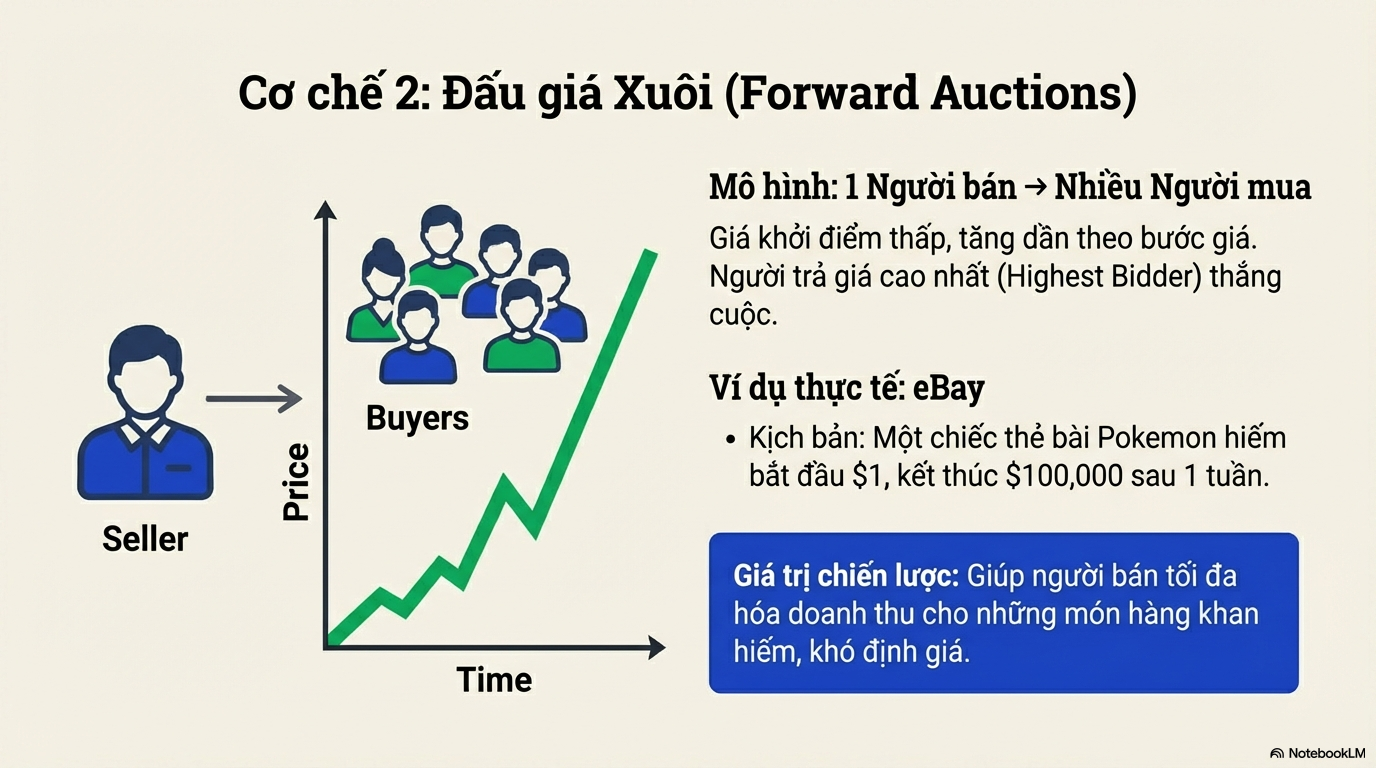 Cơ chế 2: Đấu giá Xuôi (Forward Auctions)
Seller
Price
Buyers
Time
Mô hình: 1 Người bán → Nhiều Người mua
Giá khởi điểm thấp, tăng dần theo bước giá.
Người trả giá cao nhất (Highest Bidder) thắng
cuộc.
Ví dụ thực tế: eBay
• Kịch bản: Một chiếc thẻ bài Pokemon hiếm
bắt đầu $1, kết thúc $100,000 sau 1 tuần.
Giá trị chiến lược: Giúp người bán tối đa
hóa doanh thu cho những món hàng khan
hiếm, khó định giá.
NotebookLM